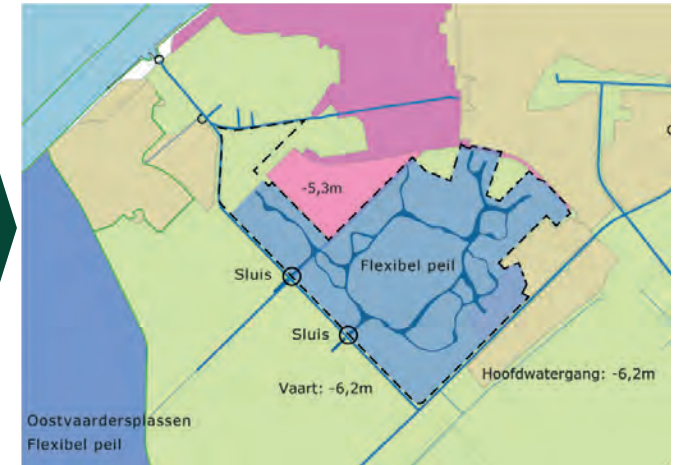 -5,3m
Flexibel peil
Sluis
Sluis
Vaart: -6,2m
Hoofdwatergang: -6,2m
Oostvaardersplassen
Flexibel peil